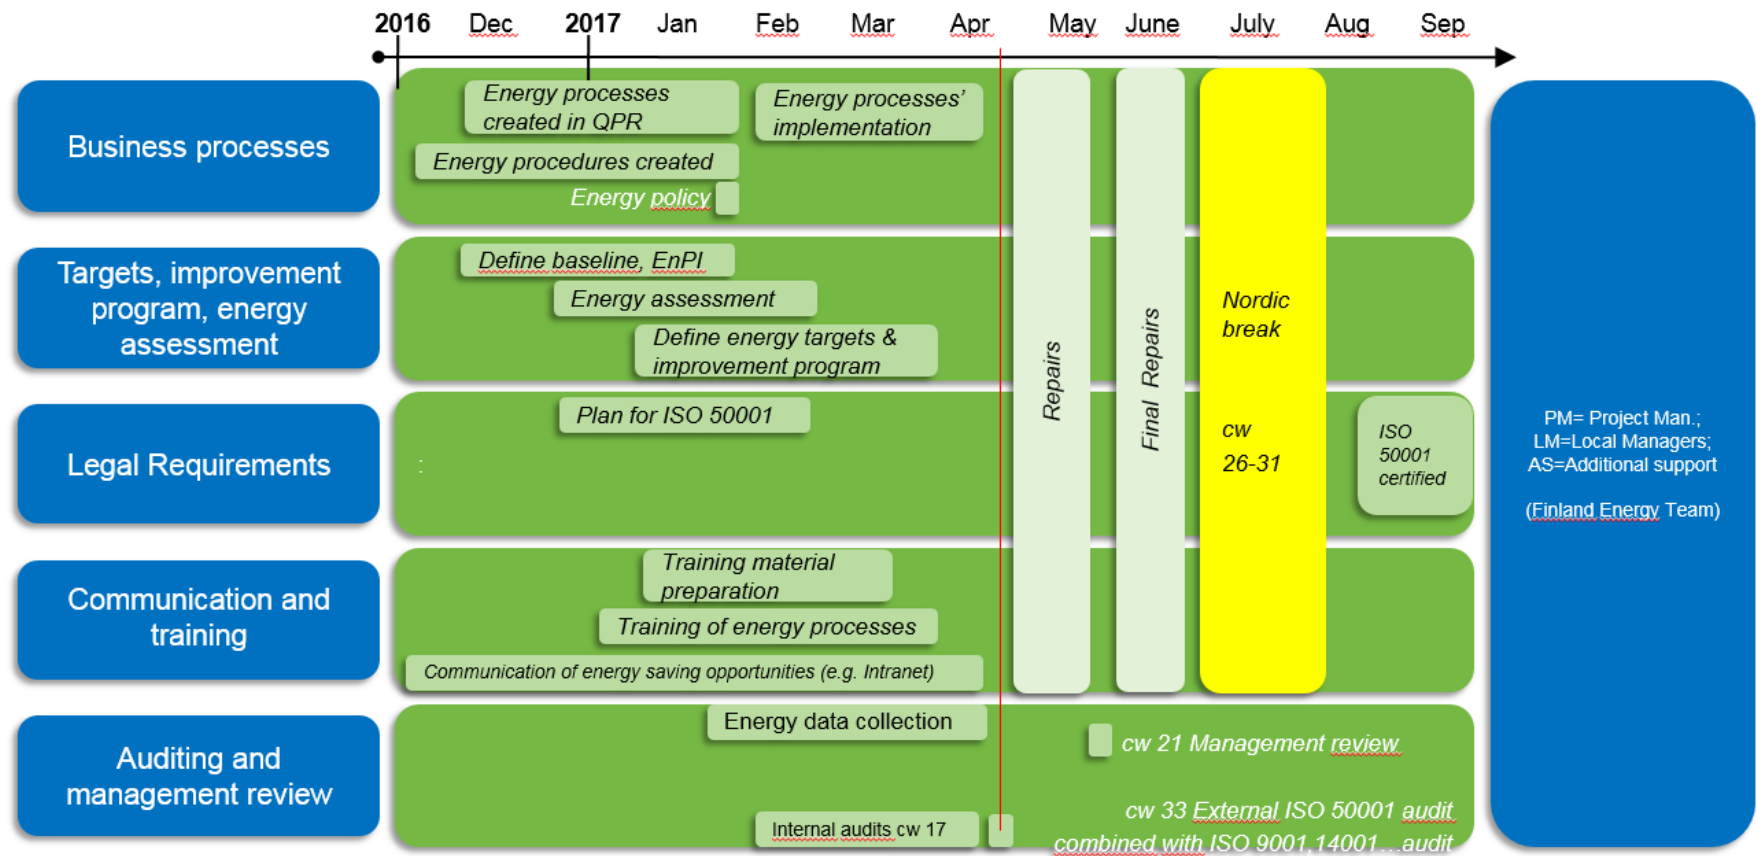 2016 Dec 2017 Jan Feb Mar Apr May June July Aug Sep
Business processes
Energy processes
created in QPR
Energy processes’
implementation
Energy procedures created
Energy policy
Targets, improvement
program, energy
assessment
Define baseline, EnPI
Energy assessment
Define energy targets &
improvement program
Legal Requirements
Plan for ISO 50001
:
ISO
50001
certified
Communication and
training
Training material
preparation
Training of energy processes
Communication of energy saving opportunities (e.g. Intranet)
Auditing and
management review
Energy data collection
Internal audits cw 17
cw 21 Management review
cw 33 External ISO 50001 audit
combined with ISO 9001,14001...audit
Repairs
Final Repairs
Nordic
break
cw
26-31
PM= Project Man.;
LM=Local Managers;
AS=Additional support
(Finland Energy Team)